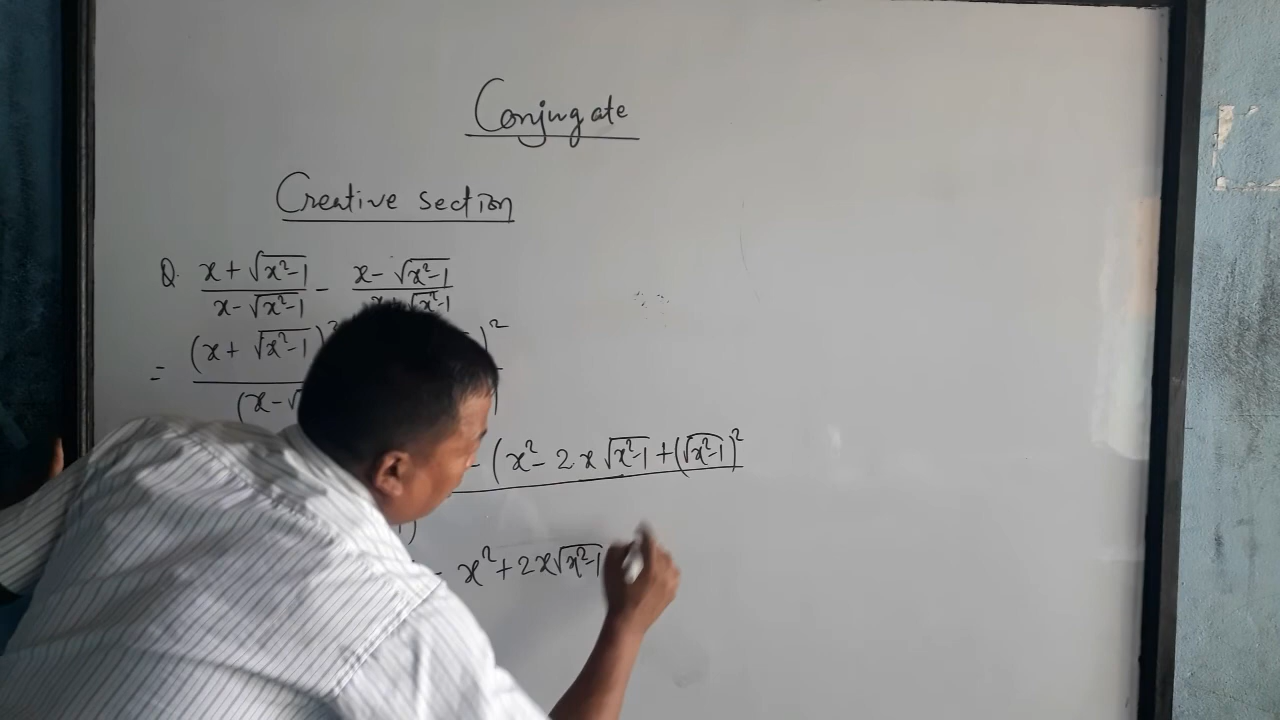 Conjugate
Creative section
Q. x + √x²-1 / x - √x²-1 - x - √x²-1 / x + √x²-1
= (x + √x²-1)² )² / (x - √
- (x² - 2x√x²-1 + (√x²-1)²
)
- x² + 2x√x²-1